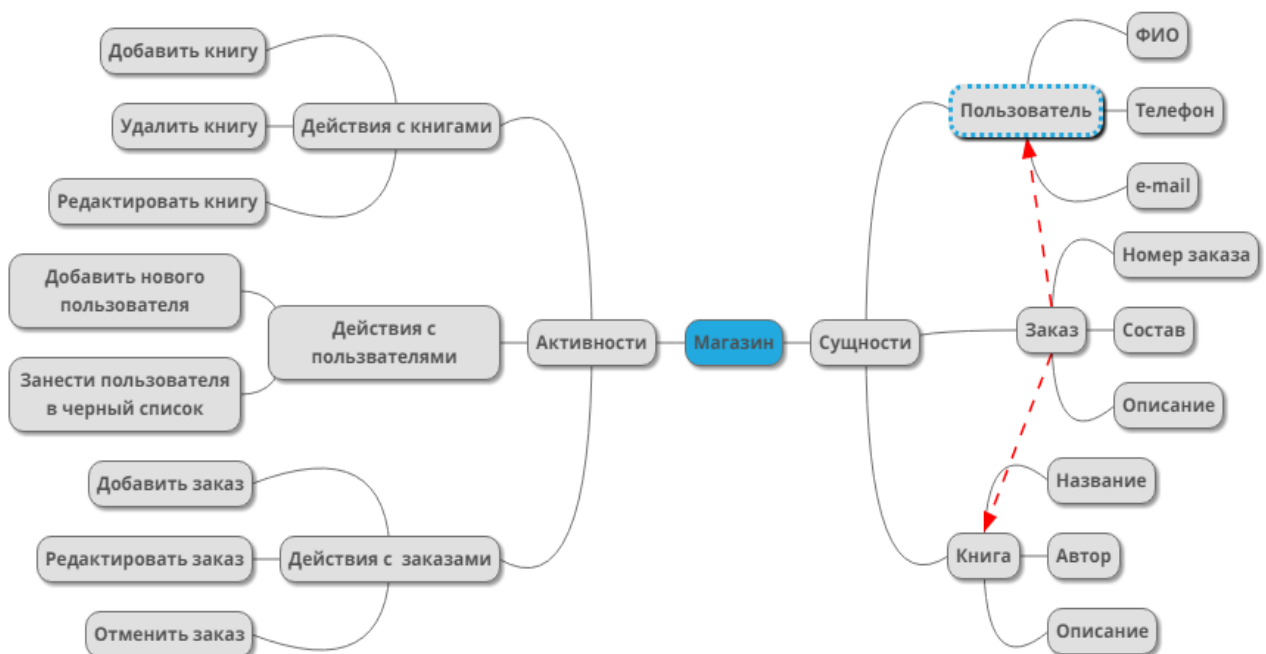 Добавить книгу
Удалить книгу
Редактировать книгу
Действия с книгами
Добавить нового
пользователя
Занести пользователя
в черный список
Действия с
пользвателями
Добавить заказ
Редактировать заказ
Отменить заказ
Действия с  заказами
Активности
Магазин
Сущности
Пользователь
ФИО
Телефон
e-mail
Заказ
Номер заказа
Состав
Описание
Книга
Название
Автор
Описание